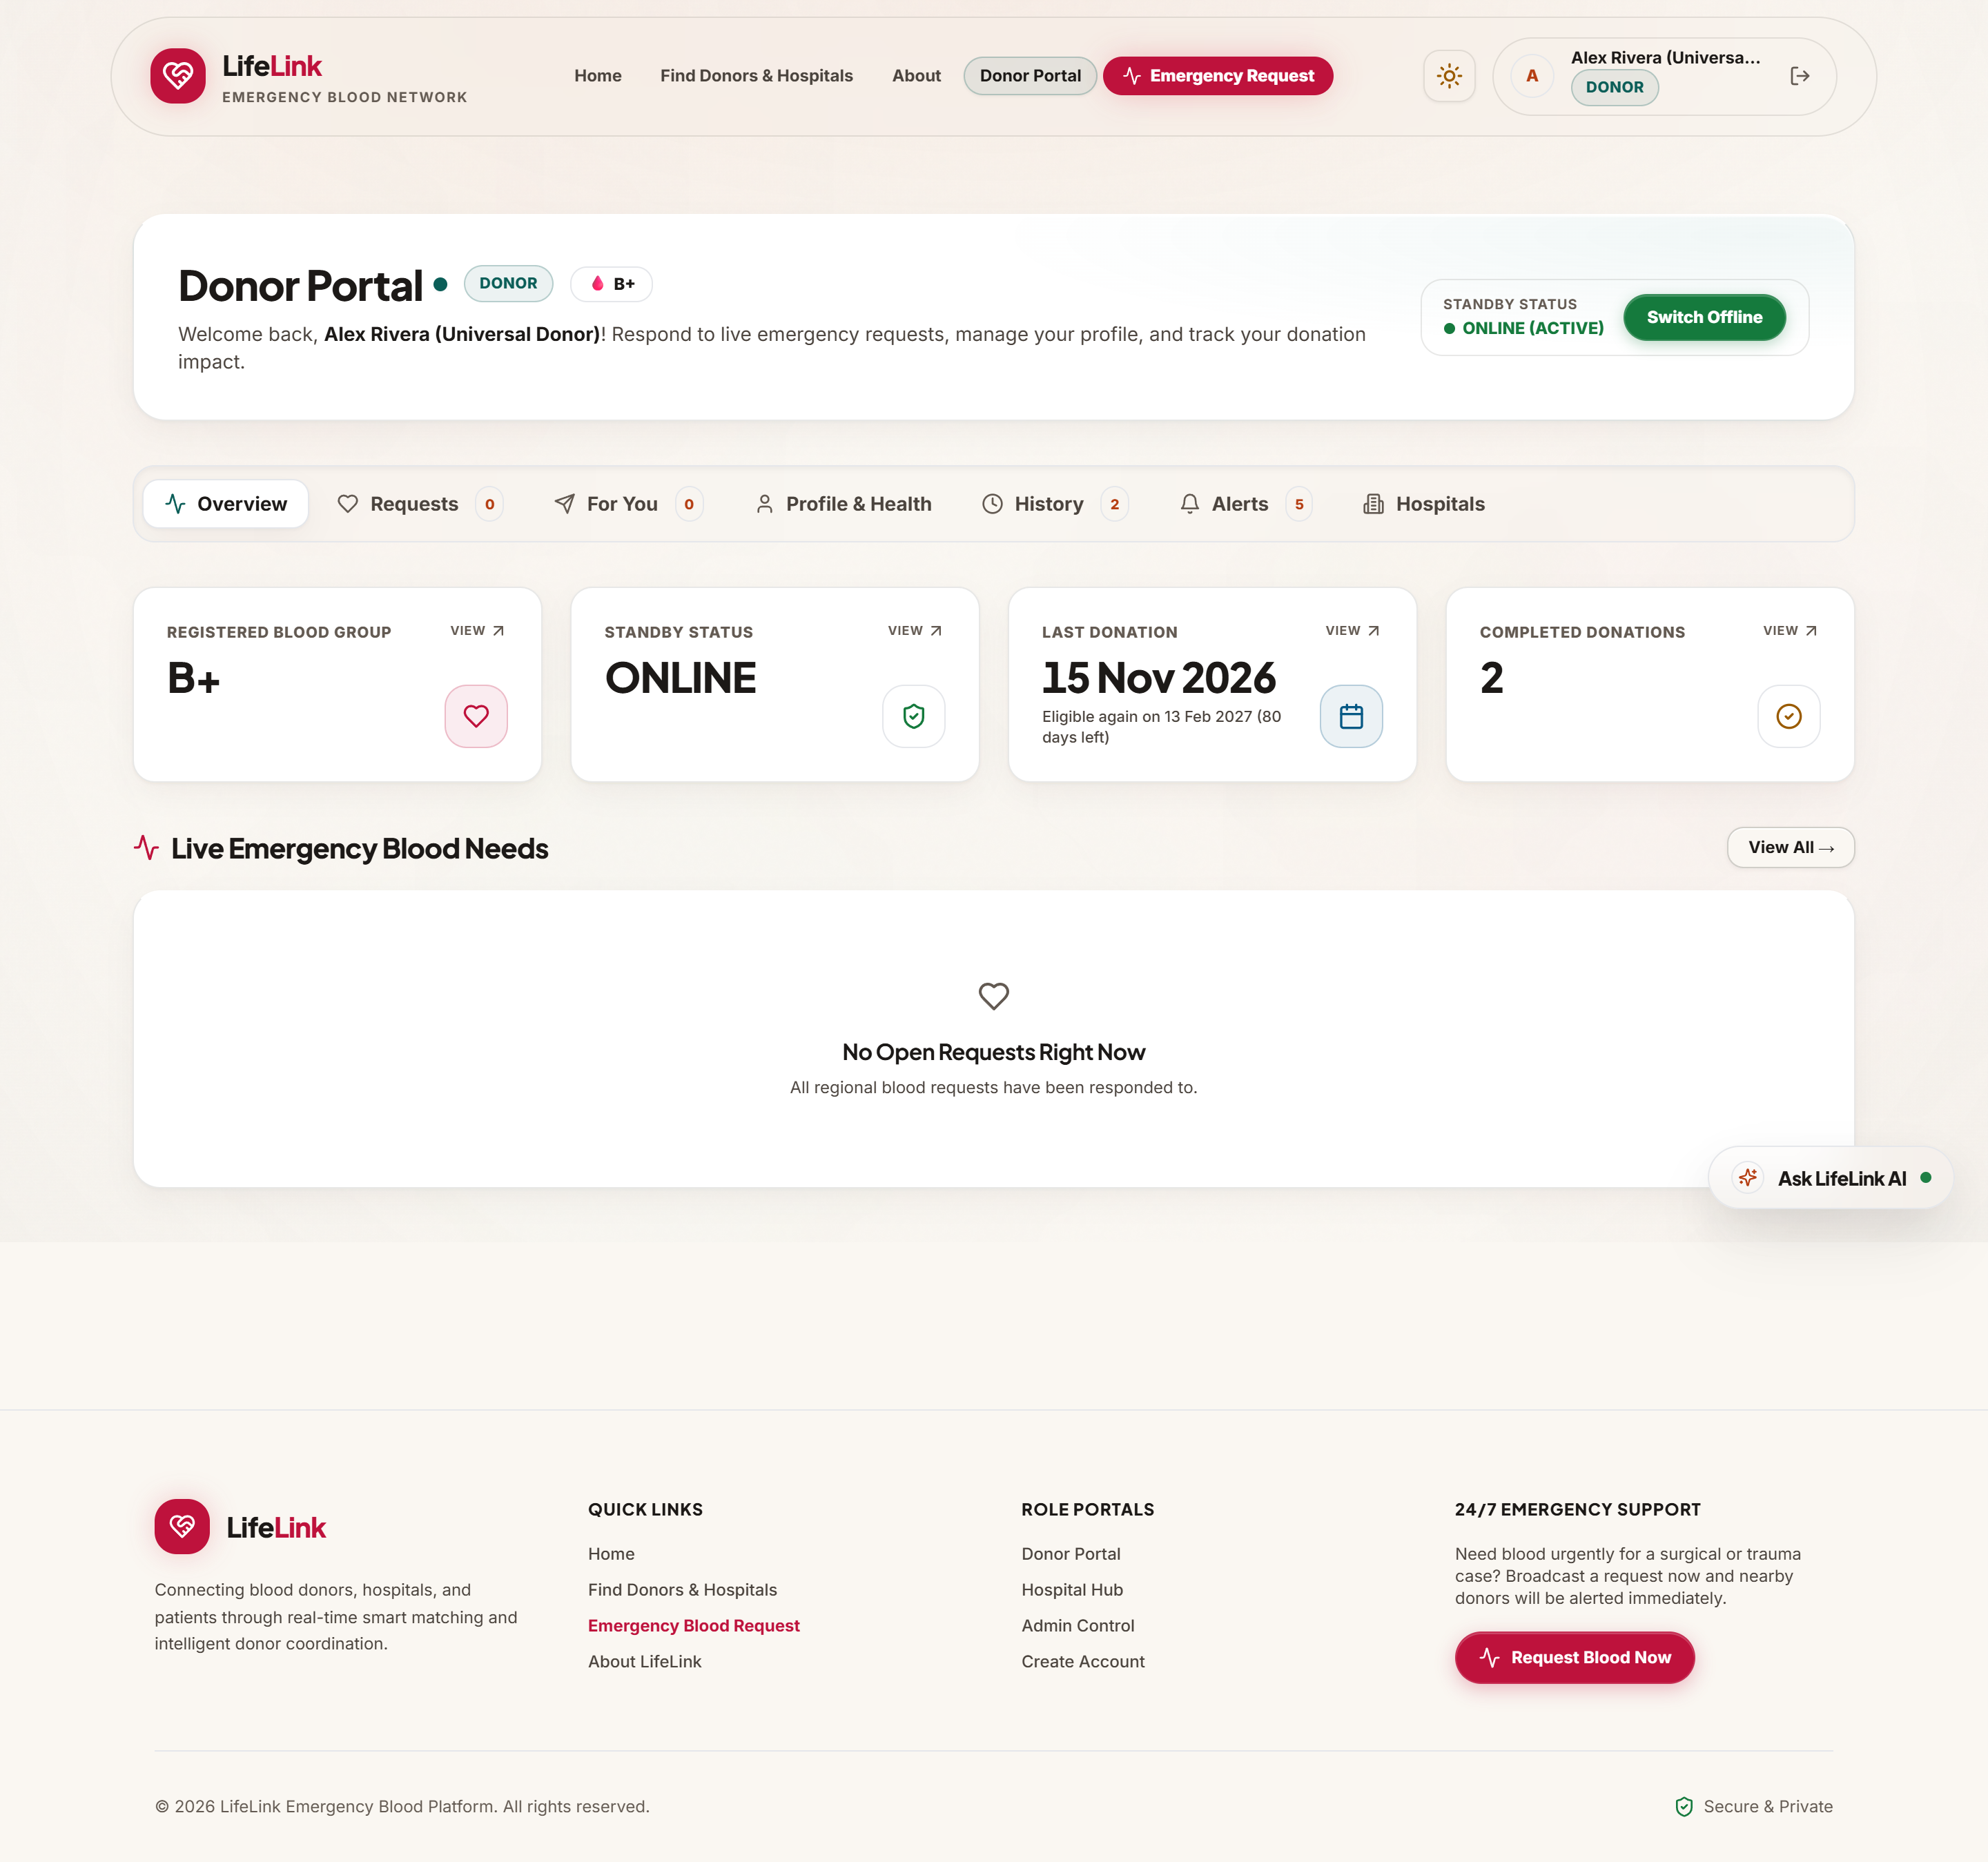 LifeLink
EMERGENCY BLOOD NETWORK
Home
Find Donors & Hospitals
About
Donor Portal
Emergency Request
A
Alex Rivera (Universa...
DONOR
Donor Portal
DONOR
B+
Welcome back, Alex Rivera (Universal Donor)! Respond to live emergency requests, manage your profile, and track your donation
impact.
STANDBY STATUS
ONLINE (ACTIVE)
Switch Offline
Overview
Requests 0
For You 0
Profile & Health
History 2
Alerts 5
Hospitals
REGISTERED BLOOD GROUP
VIEW
B+
STANDBY STATUS
VIEW
ONLINE
LAST DONATION
VIEW
15 Nov 2026
Eligible again on 13 Feb 2027 (80
days left)
COMPLETED DONATIONS
VIEW
2
Live Emergency Blood Needs
View All →
No Open Requests Right Now
All regional blood requests have been responded to.
Ask LifeLink AI
LifeLink
Connecting blood donors, hospitals, and
patients through real-time smart matching and
intelligent donor coordination.
QUICK LINKS
Home
Find Donors & Hospitals
Emergency Blood Request
About LifeLink
ROLE PORTALS
Donor Portal
Hospital Hub
Admin Control
Create Account
24/7 EMERGENCY SUPPORT
Need blood urgently for a surgical or trauma
case? Broadcast a request now and nearby
donors will be alerted immediately.
Request Blood Now
© 2026 LifeLink Emergency Blood Platform. All rights reserved.
Secure & Private